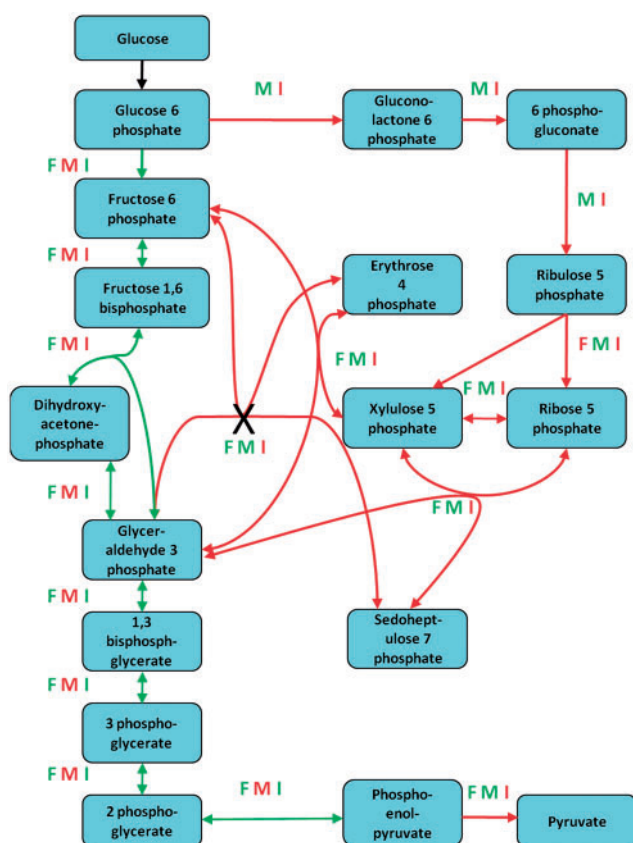 Glucose
Glucose 6
phosphate
M I
Glucono-
lactone 6
phosphate
M I
6 phospho-
gluconate
F M I
M I
Fructose 6
phosphate
F M I
Erythrose
4
phosphate
Ribulose 5
phosphate
Fructose 1,6
bisphosphate
F M I
F M I
F M I
F M I
Dihydroxy-
acetone-
phosphate
Xylulose 5
phosphate
Ribose 5
phosphate
X
F M I
F M I
F M I
Glycer-
aldehyde 3
phosphate
F M I
1,3
bisphosph-
glycerate
Sedohept-
ulose 7
phosphate
F M I
3 phospho-
glycerate
F M I
F M I
F M I
2 phospho-
glycerate
Phospho-
enol-
pyruvate
Pyruvate